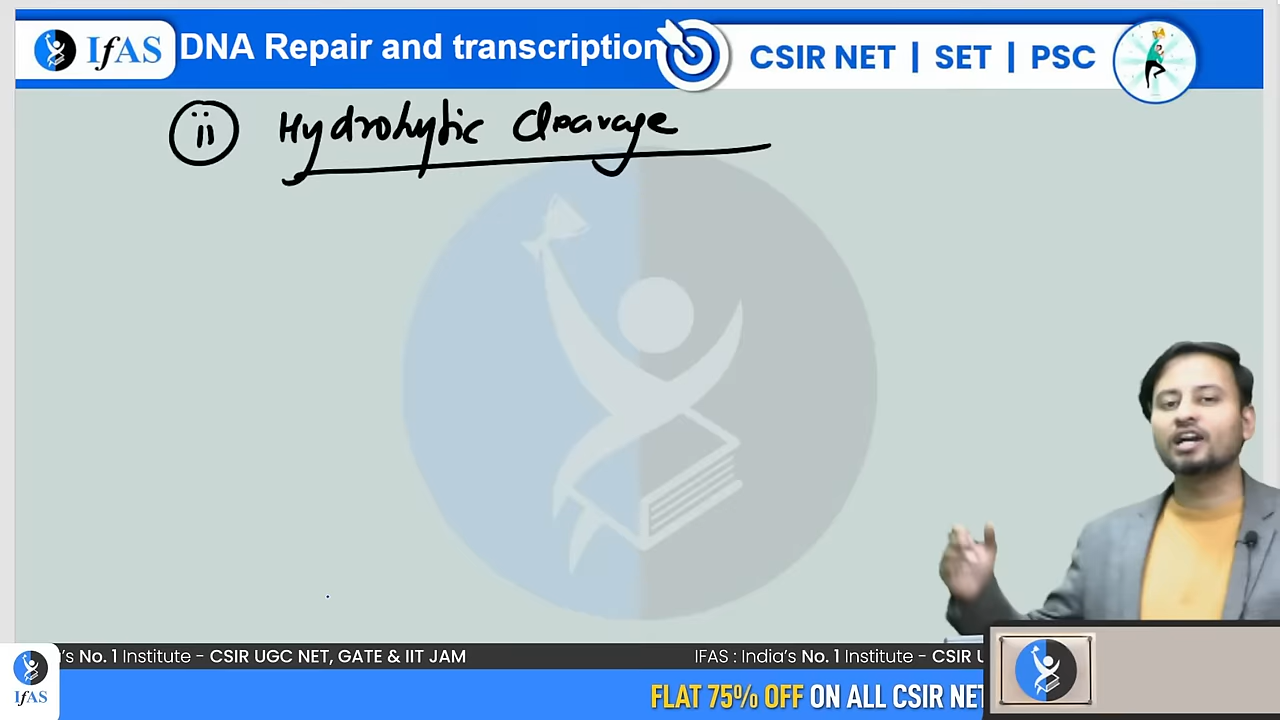 IfAS DNA Repair and transcription CSIR NET | SET | PSC
ii Hydrolytic Cleavage
's No. 1 Institute - CSIR UGC NET, GATE & IIT JAM IFAS : India's No. 1 Institute - CSIR U
IfAS FLAT 75% OFF ON ALL CSIR NET